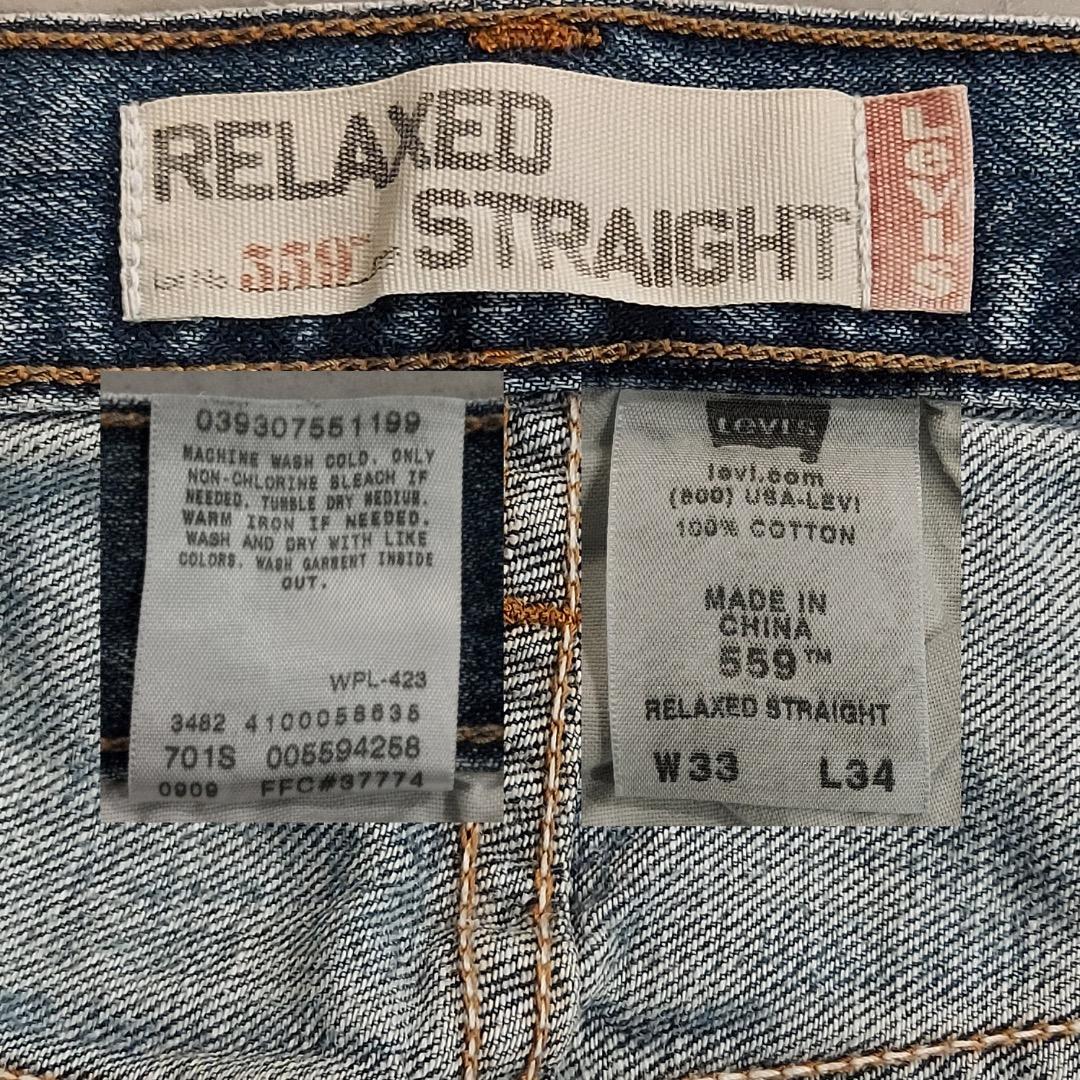 RELAXED
STRAIGHT
559™
LEVI'S
039307551199
MACHINE WASH COLD. ONLY
NON-CHLORINE BLEACH IF
NEEDED. TUMBLE DRY MEDIUM.
WARM IRON IF NEEDED.
WASH AND DRY WITH LIKE
COLORS. WASH GARMENT INSIDE
OUT.
WPL-423
3482 4100058635
701S 005594258
0909 FFC#37774
Levi's
levi.com
(800) USA-LEVI
100% COTTON
MADE IN
CHINA
559™
RELAXED STRAIGHT
W33 L34